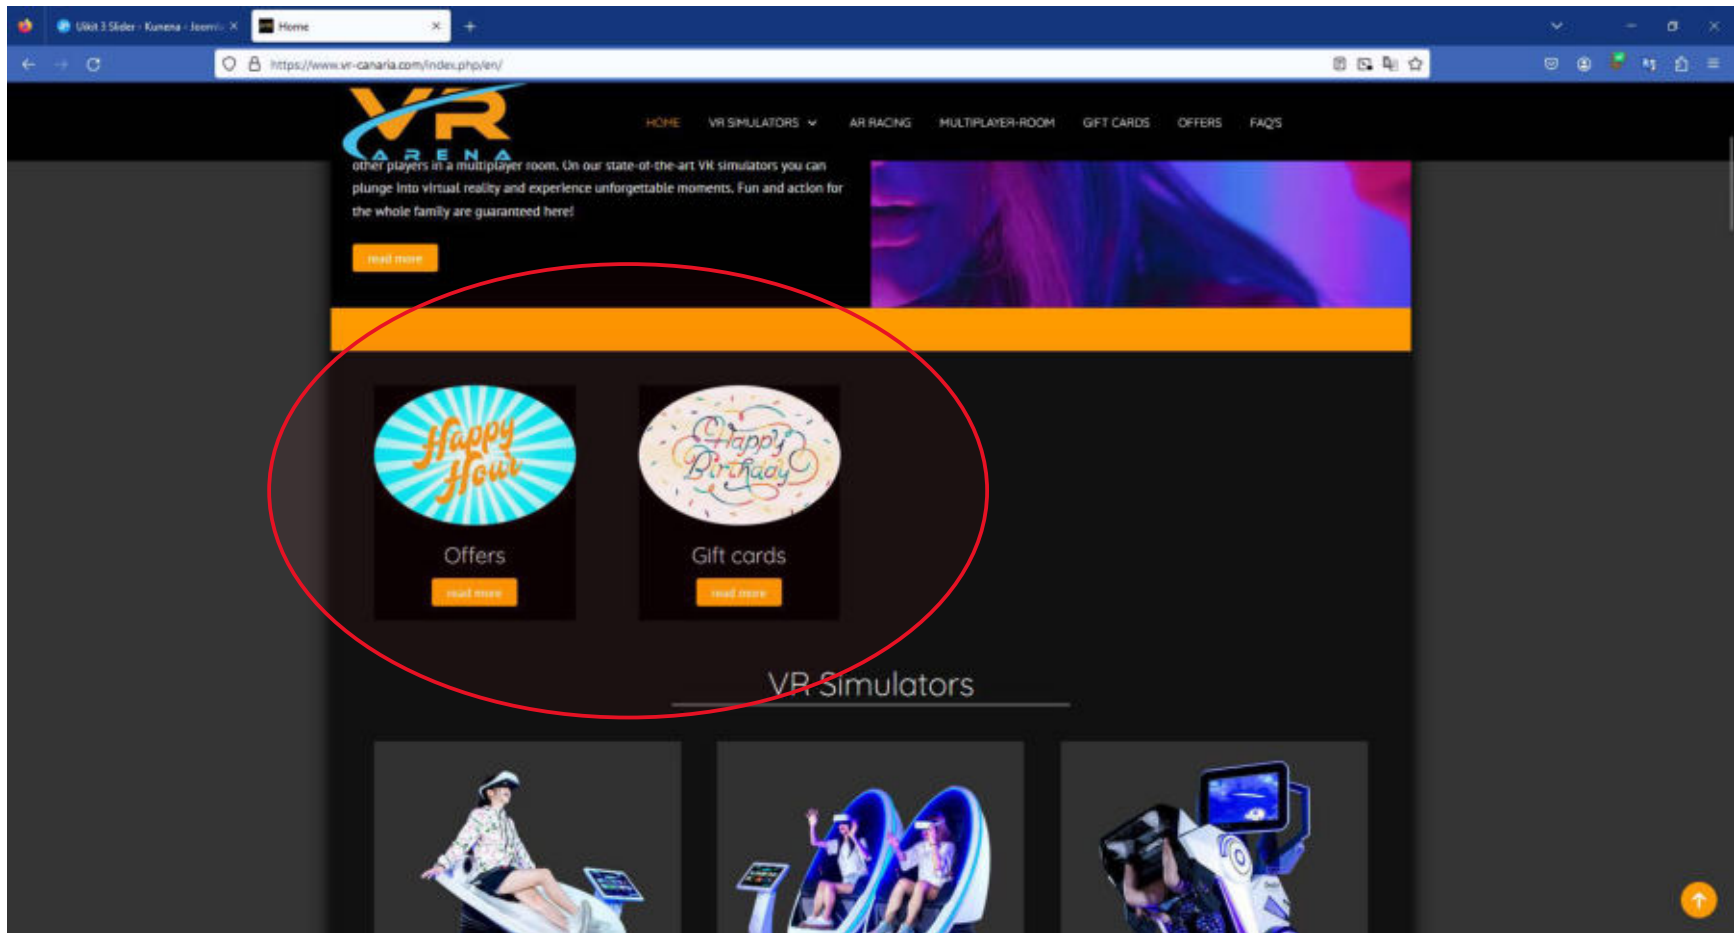 Uikit 3 Slider - Kunena - Joomla
Home
https://www.vr-canaria.com/index.php/en/
VR
ARENA
HOME
VR SIMULATORS
AR RACING
MULTIPLAYER-ROOM
GIFT CARDS
OFFERS
FAQ'S
other players in a multiplayer room. On our state-of-the-art VR simulators you can
plunge into virtual reality and experience unforgettable moments. Fun and action for
the whole family are guaranteed here!
read more
Happy
Hour
Happy
Birthday
Offers
Gift cards
read more
read more
VR Simulators